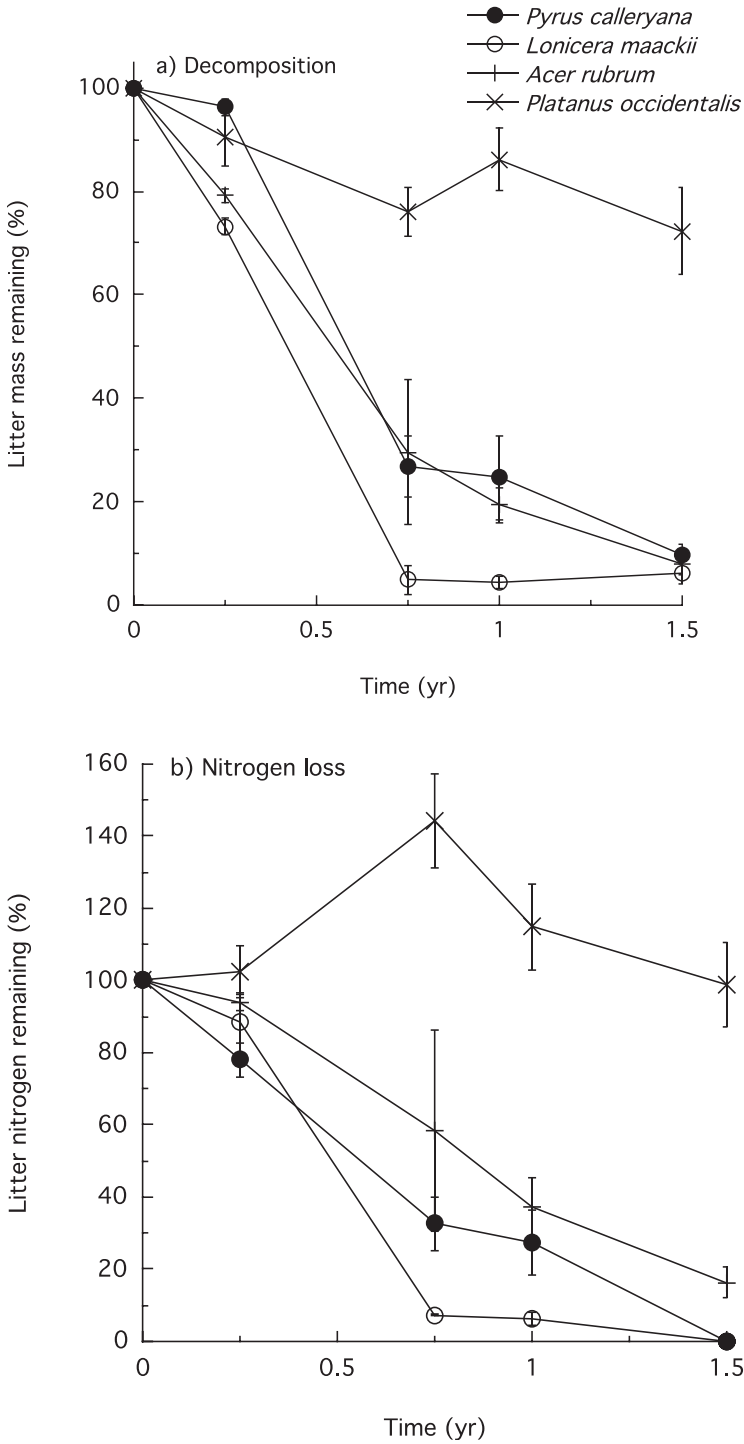 Pyrus calleryana
Lonicera maackii
Acer rubrum
Platanus occidentalis
a) Decomposition
100
80
60
40
20
0
Litter mass remaining (%)
0 0.5 1 1.5
Time (yr)
b) Nitrogen loss
160
140
120
100
80
60
40
20
0
Litter nitrogen remaining (%)
0 0.5 1 1.5
Time (yr)